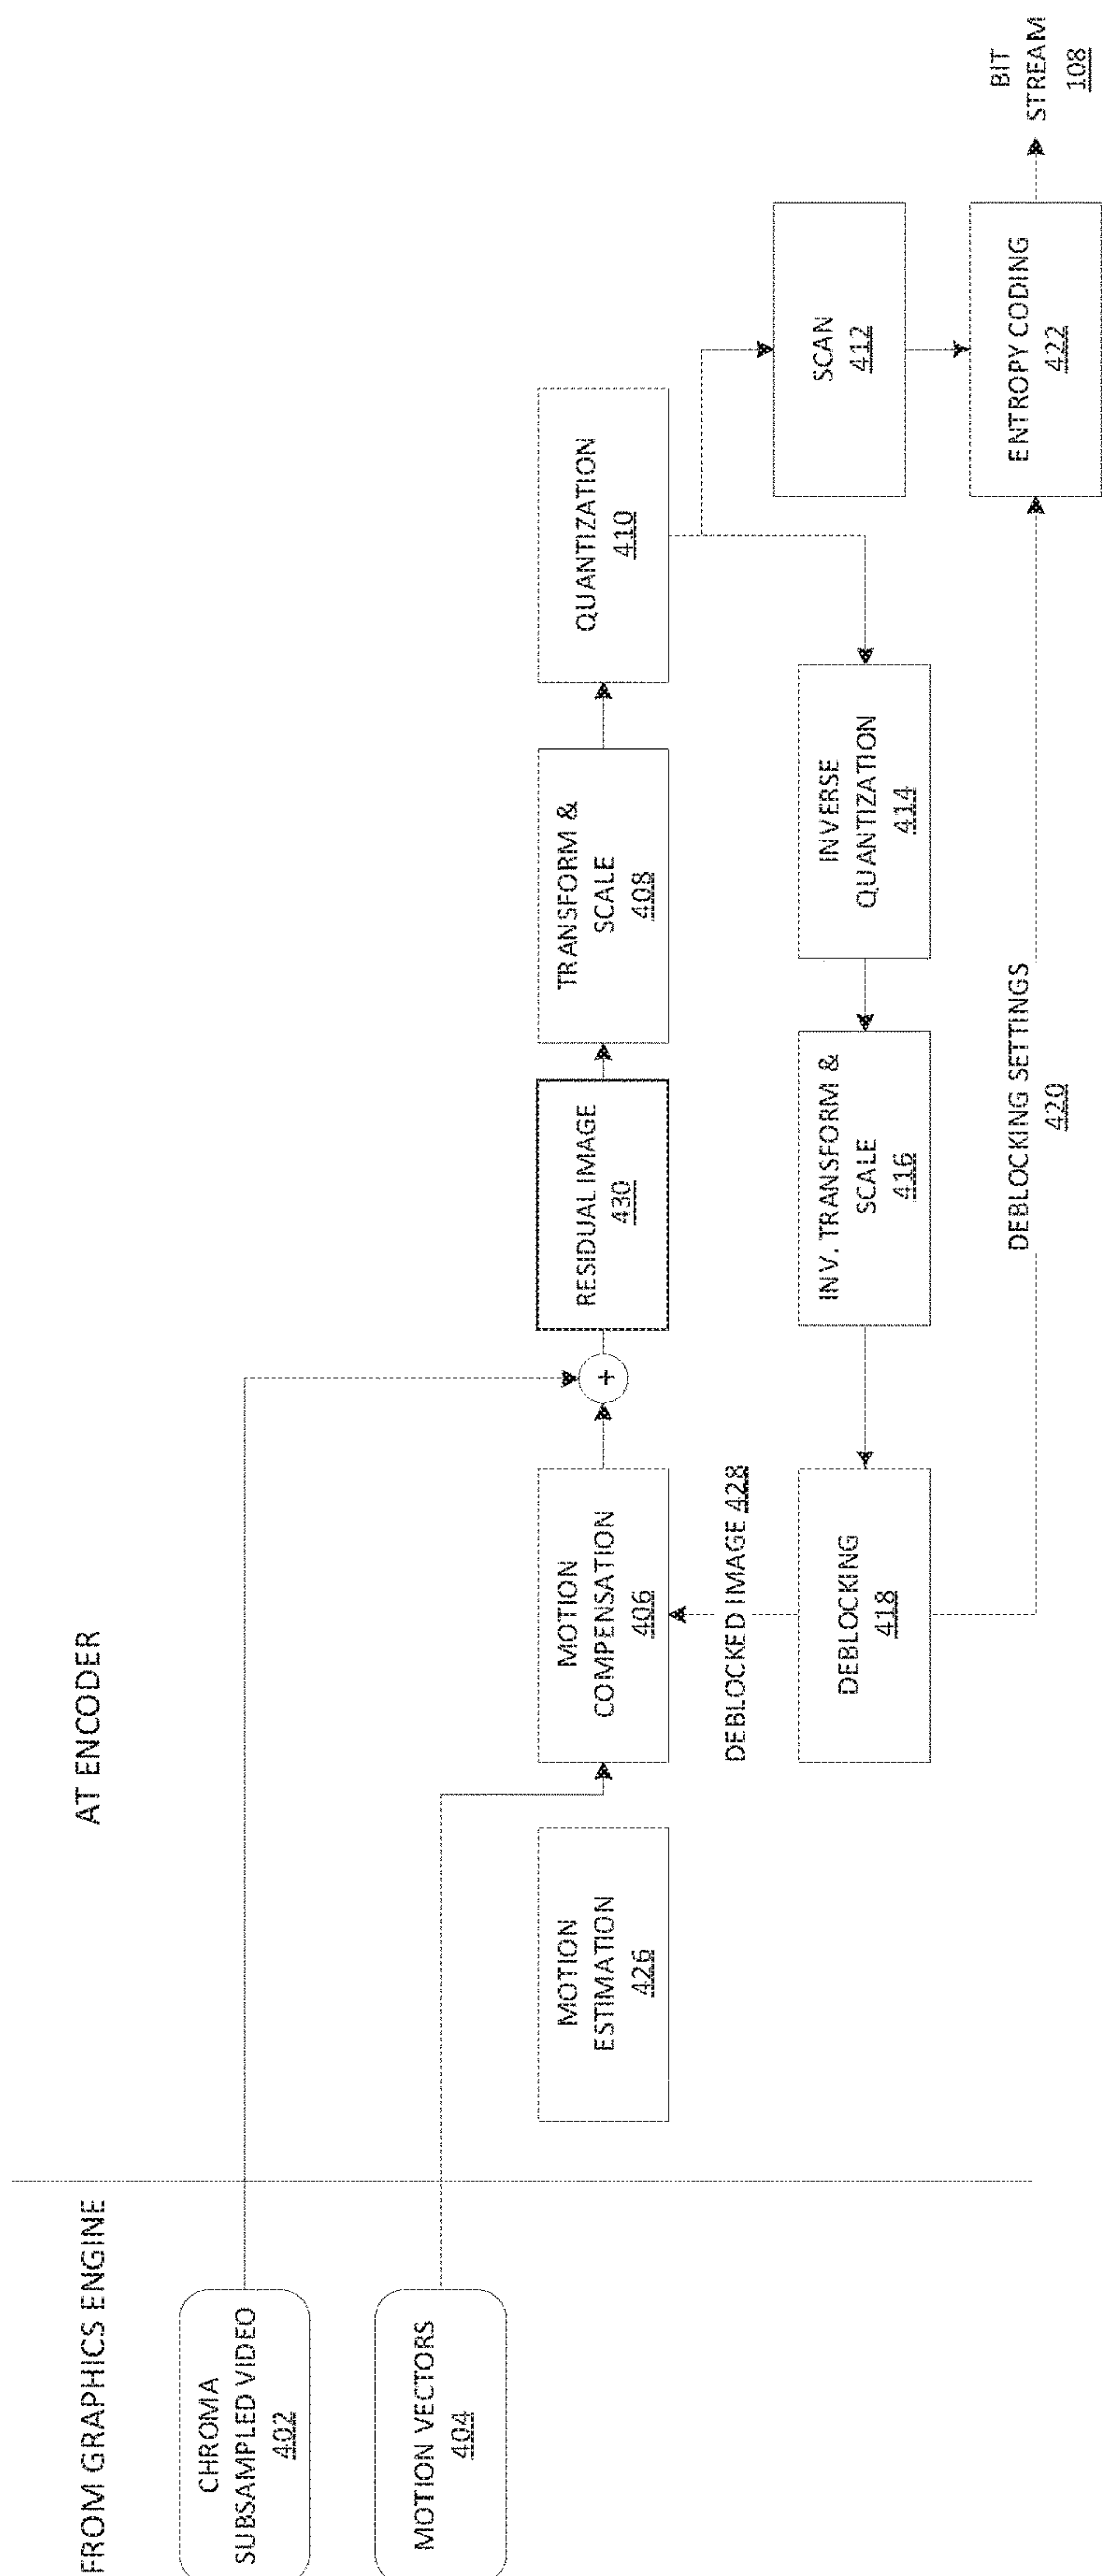 FROM GRAPHICS ENGINE
AT ENCODER
CHROMA
SUBSAMPLED VIDEO
402
MOTION VECTORS
404
MOTION
ESTIMATION
426
MOTION
COMPENSATION
406
+
RESIDUAL IMAGE
430
TRANSFORM &
SCALE
408
QUANTIZATION
410
DEBLOCKED IMAGE 428
DEBLOCKING
418
INV. TRANSFORM &
SCALE
416
INVERSE
QUANTIZATION
414
SCAN
412
DEBLOCKING SETTINGS
420
ENTROPY CODING
422
BIT
STREAM
108